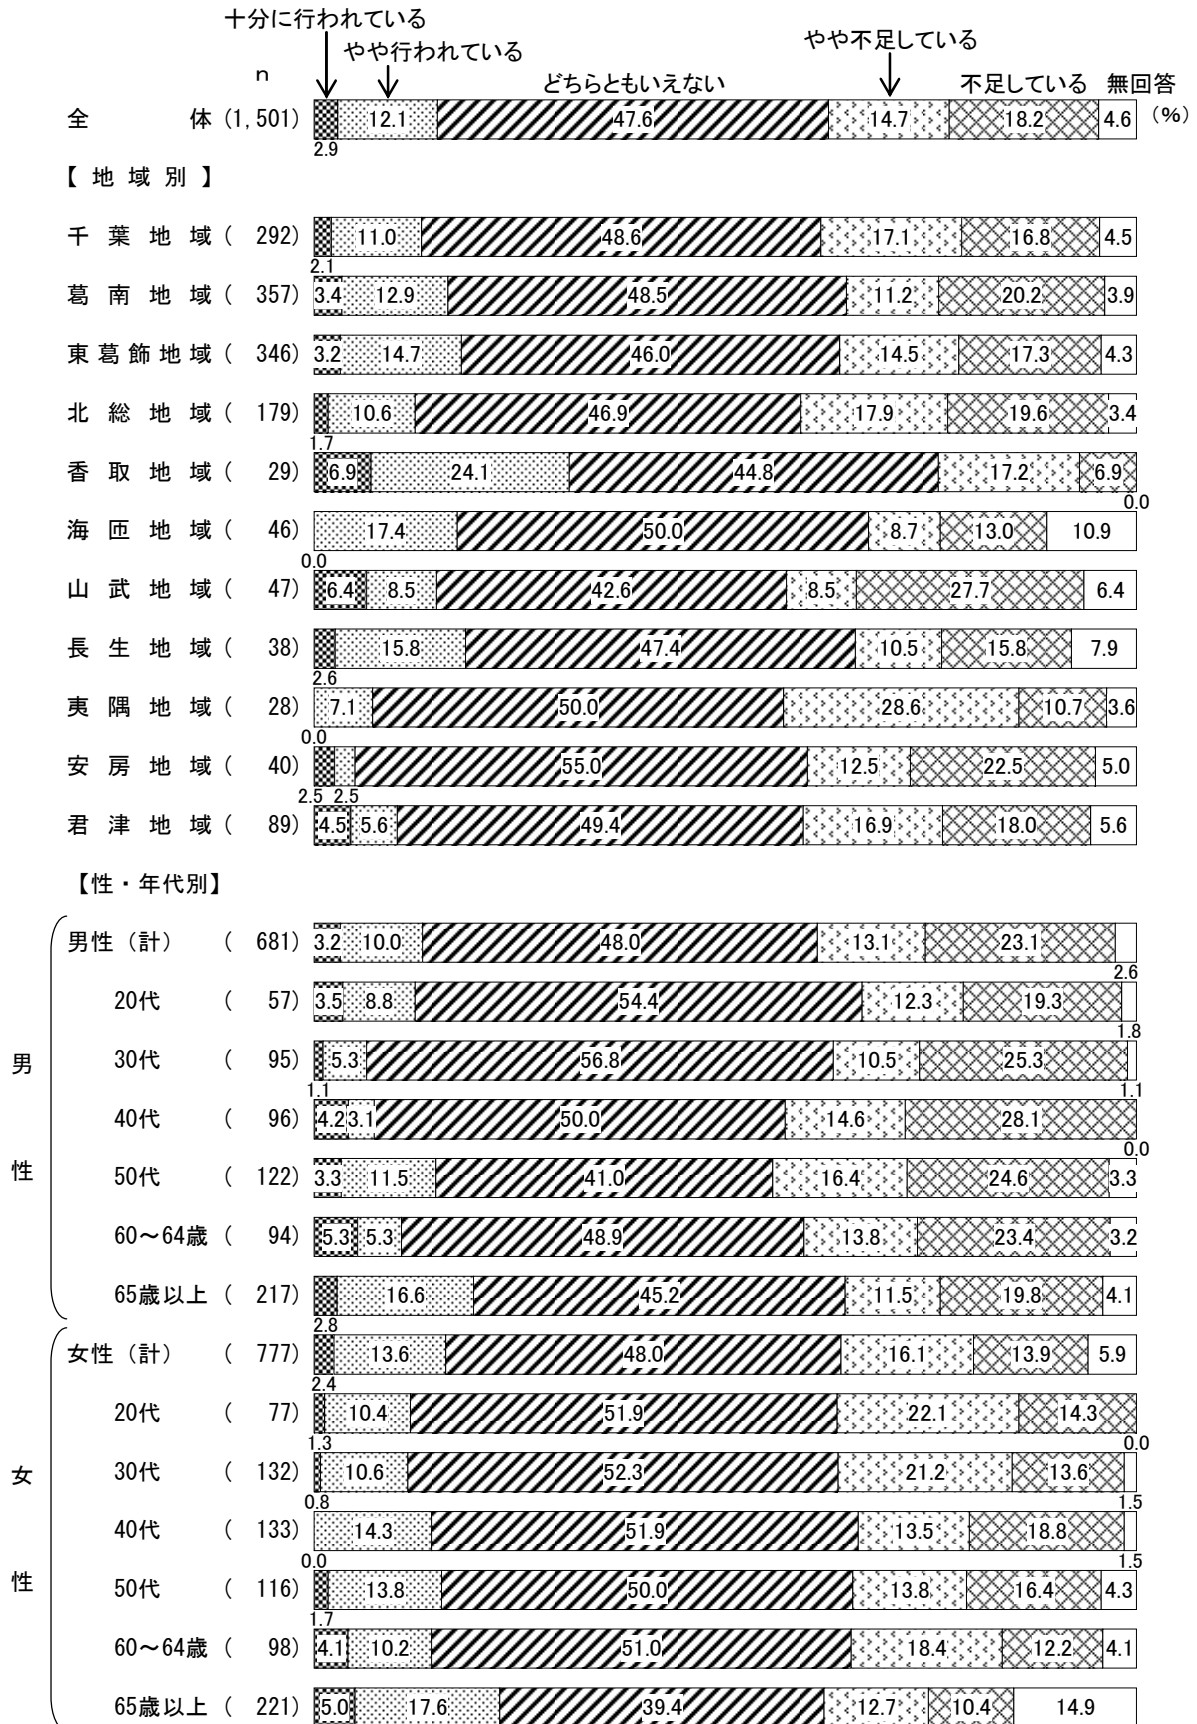 十分に行われている
やや行われている
やや不足している
n
どちらともいえない
不足している
無回答
全体 (1,501) 2.9 12.1 47.6 14.7 18.2 4.6 (%)
【地域別】
千葉地域 ( 292) 2.1 11.0 48.6 17.1 16.8 4.5
葛南地域 ( 357) 3.4 12.9 48.5 11.2 20.2 3.9
東葛飾地域 ( 346) 3.2 14.7 46.0 14.5 17.3 4.3
北総地域 ( 179) 1.7 10.6 46.9 17.9 19.6 3.4
香取地域 ( 29) 6.9 24.1 44.8 17.2 6.9 0.0
海匝地域 ( 46) 0.0 17.4 50.0 8.7 13.0 10.9
山武地域 ( 47) 6.4 8.5 42.6 8.5 27.7 6.4
長生地域 ( 38) 2.6 15.8 47.4 10.5 15.8 7.9
夷隅地域 ( 28) 0.0 7.1 50.0 28.6 10.7 3.6
安房地域 ( 40) 2.5 2.5 55.0 12.5 22.5 5.0
君津地域 ( 89) 4.5 5.6 49.4 16.9 18.0 5.6
【性・年代別】
男性
男性（計） ( 681) 3.2 10.0 48.0 13.1 23.1 2.6
20代 ( 57) 3.5 8.8 54.4 12.3 19.3 1.8
30代 ( 95) 1.1 5.3 56.8 10.5 25.3 1.1
40代 ( 96) 4.2 3.1 50.0 14.6 28.1 0.0
50代 ( 122) 3.3 11.5 41.0 16.4 24.6 3.3
60～64歳 ( 94) 5.3 5.3 48.9 13.8 23.4 3.2
65歳以上 ( 217) 2.8 16.6 45.2 11.5 19.8 4.1
女性
女性（計） ( 777) 2.4 13.6 48.0 16.1 13.9 5.9
20代 ( 77) 1.3 10.4 51.9 22.1 14.3 0.0
30代 ( 132) 0.8 10.6 52.3 21.2 13.6 1.5
40代 ( 133) 0.0 14.3 51.9 13.5 18.8 1.5
50代 ( 116) 1.7 13.8 50.0 13.8 16.4 4.3
60～64歳 ( 98) 4.1 10.2 51.0 18.4 12.2 4.1
65歳以上 ( 221) 5.0 17.6 39.4 12.7 10.4 14.9